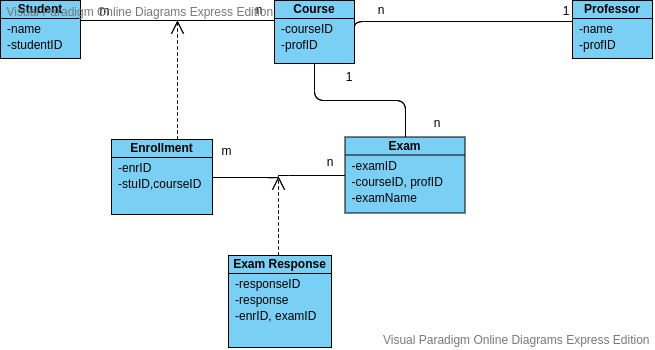 Visual Paradigm Online Diagrams Express Edition
Student
m
n
Course
n
1
Professor
-name
-studentID
-courseID
-profID
-name
-profID
1
n
Enrollment
m
n
Exam
-enrID
-stuID,courseID
-examID
-courseID, profID
-examName
Exam Response
-responseID
-response
-enrID, examID
Visual Paradigm Online Diagrams Express Edition